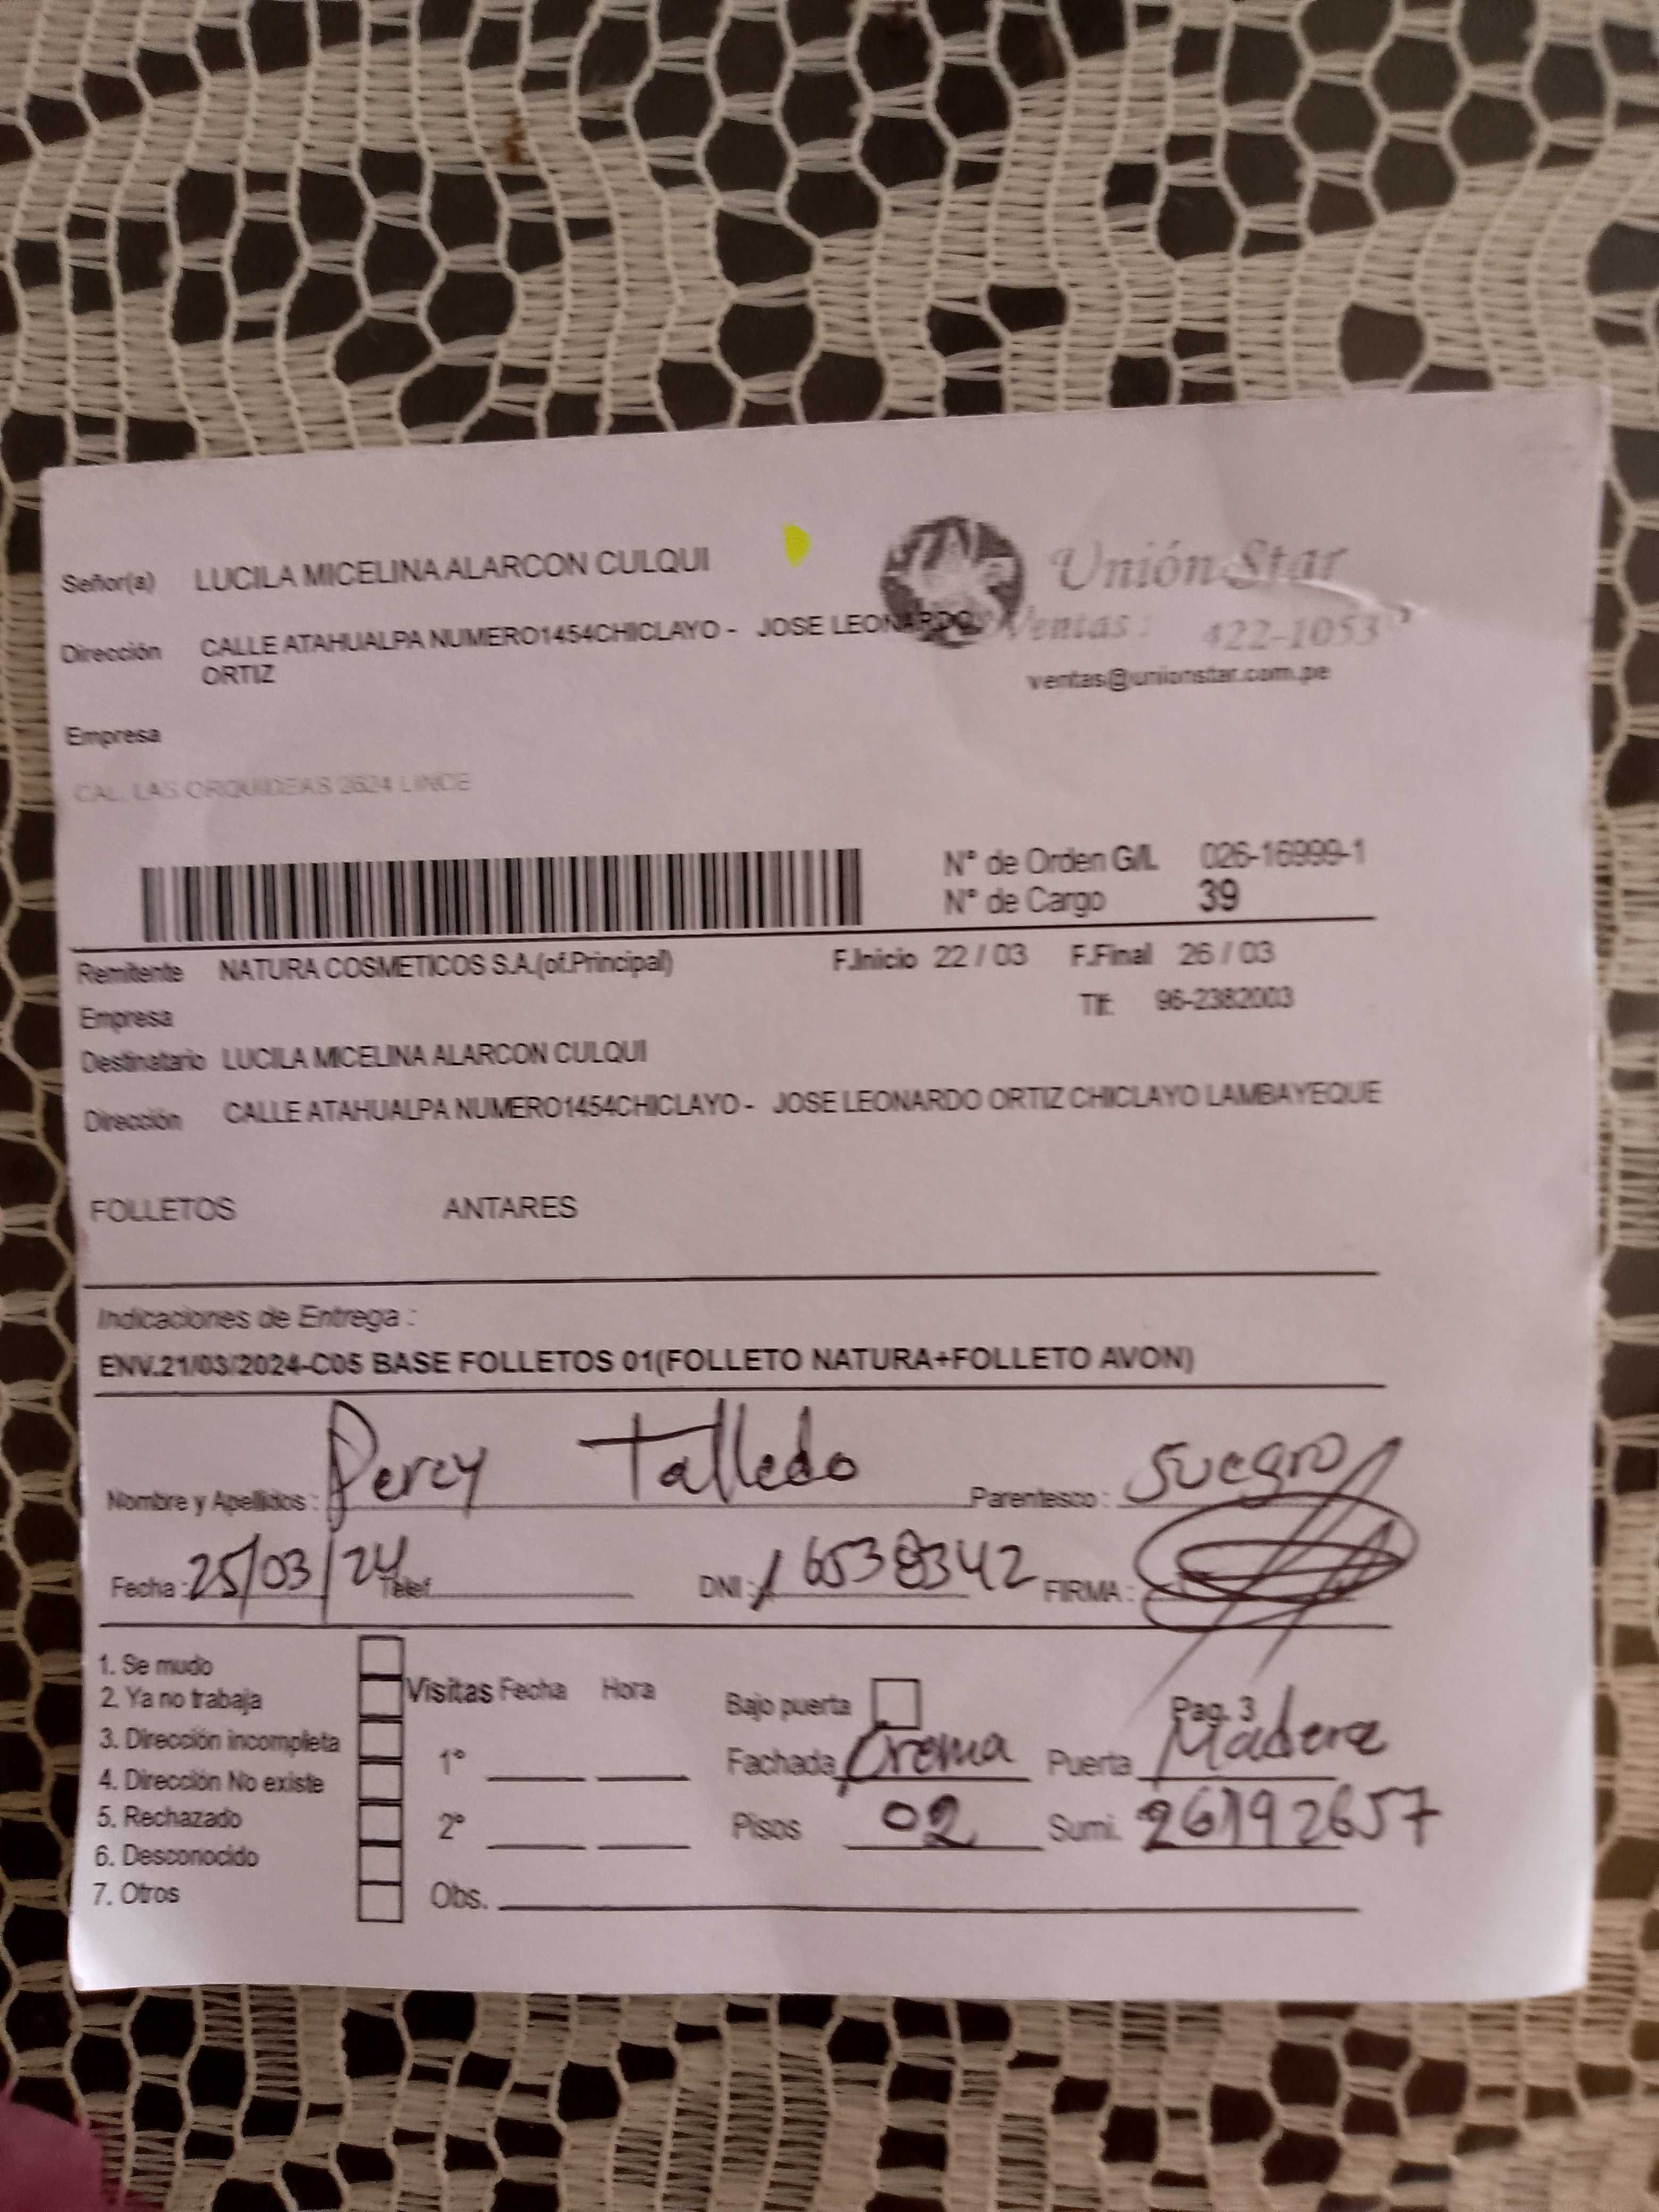 Señor(a) LUCILA MICELINA ALARCON CULQUI
Unión Star
Dirección CALLE ATAHUALPA NUMERO1454CHICLAYO - JOSE LEONARDO
ORTIZ
Ventas : 422-1053
ventas@unionstar.com.pe
Empresa
CAL. LAS ORQUIDEAS 2624 LINCE
N° de Orden G/L 026-16999-1
N° de Cargo 39
Remitente NATURA COSMETICOS S.A.(of.Principal) F.Inicio 22 / 03 F.Final 26 / 03
Empresa Tlf: 96-2382003
Destinatario LUCILA MICELINA ALARCON CULQUI
Dirección CALLE ATAHUALPA NUMERO1454CHICLAYO - JOSE LEONARDO ORTIZ CHICLAYO LAMBAYEQUE
FOLLETOS ANTARES
Indicaciones de Entrega :
ENV.21/03/2024-C05 BASE FOLLETOS 01(FOLLETO NATURA+FOLLETO AVON)
Nombre y Apellidos : Percy Talledo Parentesco : Suegro
Fecha : 25/03/24 Telef. DNI : 16538342 FIRMA :
1. Se mudo
2. Ya no trabaja
3. Dirección incompleta
4. Dirección No existe
5. Rechazado
6. Desconocido
7. Otros
Visitas Fecha Hora
1°
2°
Obs.
Bajo puerta Pag. 3
Fachada Crema Puerta Madera
Pisos 02 Sumi. 26192657